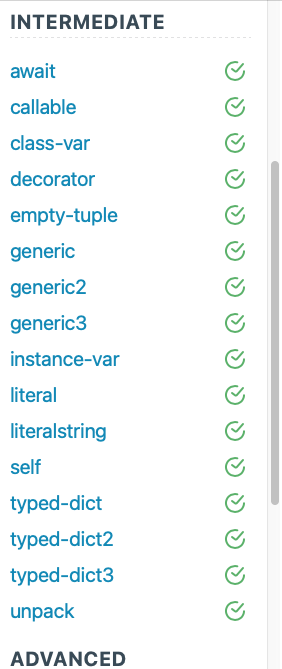 INTERMEDIATE
await
callable
class-var
decorator
empty-tuple
generic
generic2
generic3
instance-var
literal
literalstring
self
typed-dict
typed-dict2
typed-dict3
unpack
ADVANCED